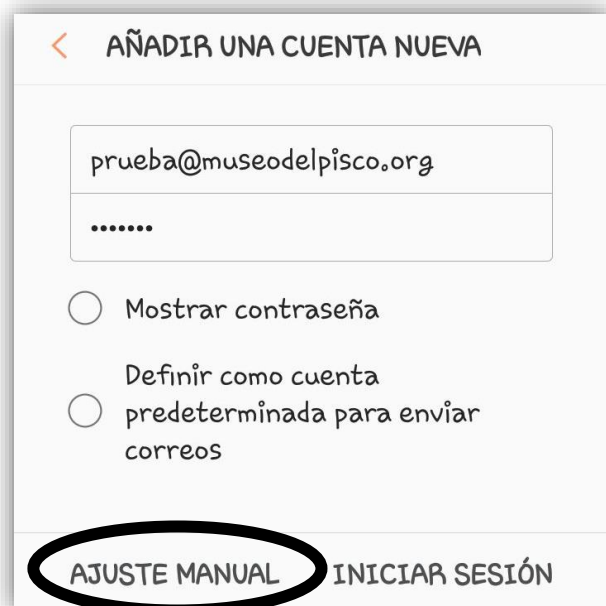 AÑADIR UNA CUENTA NUEVA
prueba@museodelpisco.org
•••••••
Mostrar contraseña
Definir como cuenta
predeterminada para enviar
correos
AJUSTE MANUAL INICIAR SESIÓN